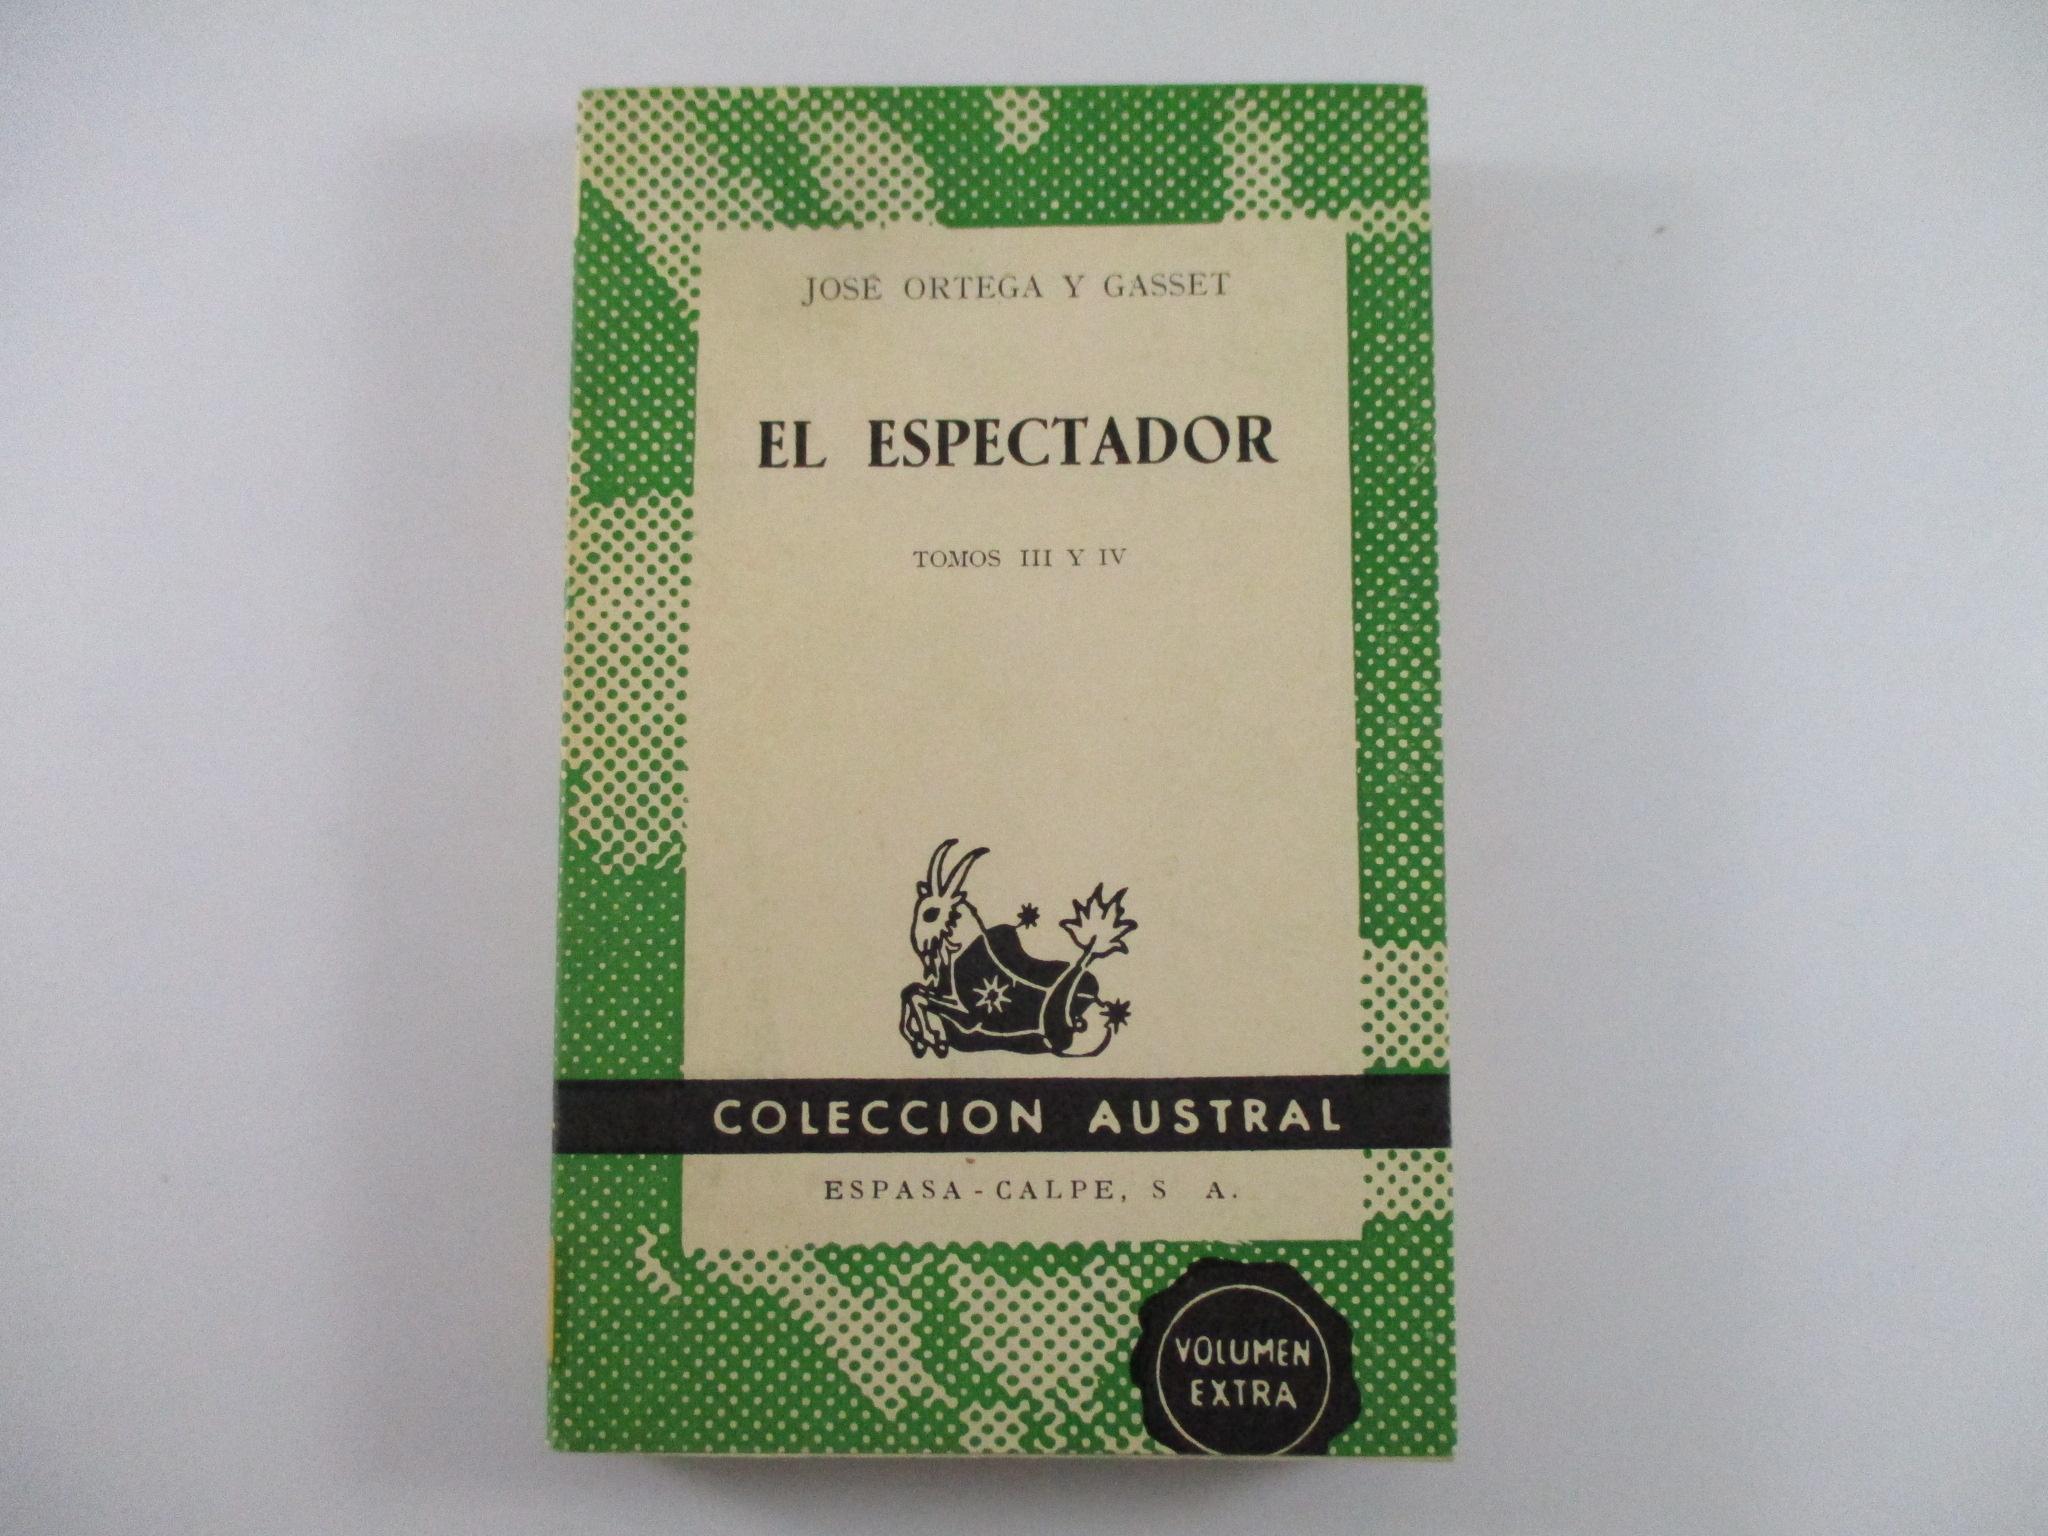 JOSÉ ORTEGA Y GASSET
EL ESPECTADOR
TOMOS III Y IV
COLECCION AUSTRAL
ESPASA - CALPE, S A.
VOLUMEN
EXTRA